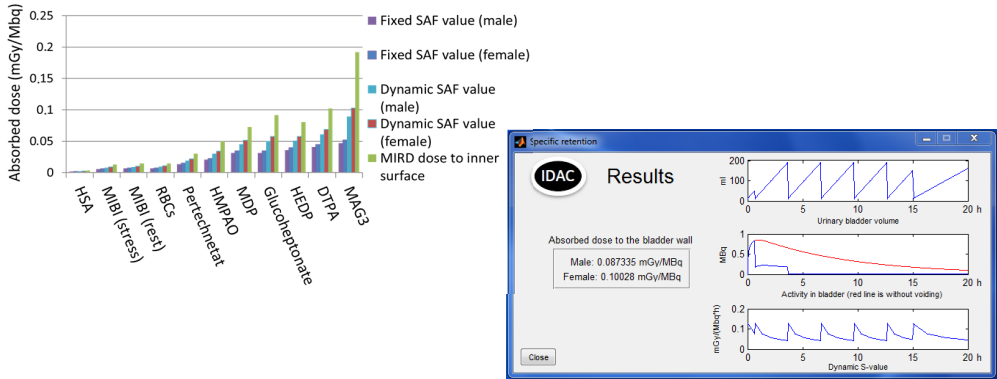 Absorbed dose (mGy/Mbq)
0.25
0.2
0.15
0.1
0.05
0
HSA
MIBI (stress)
MIBI (rest)
RBCs
Pertechnetat
HMPAO
MDP
Glucoheptonate
HEDP
DTPA
MAG3
Fixed SAF value (male)
Fixed SAF value (female)
Dynamic SAF value
(male)
Dynamic SAF value
(female)
MIRD dose to inner
surface
Specific retention
IDAC
Results
Absorbed dose to the bladder wall
Male: 0.087335 mGy/MBq
Female: 0.10028 mGy/MBq
Close
ml
200
100
0
0 5 10 15 20 h
Urinary bladder volume
MBq
1
0.5
0
0 5 10 15 20 h
Activity in bladder (red line is without voiding)
mGy/(Mbq*h)
0.2
0.1
0
0 5 10 15 20 h
Dynamic S-value